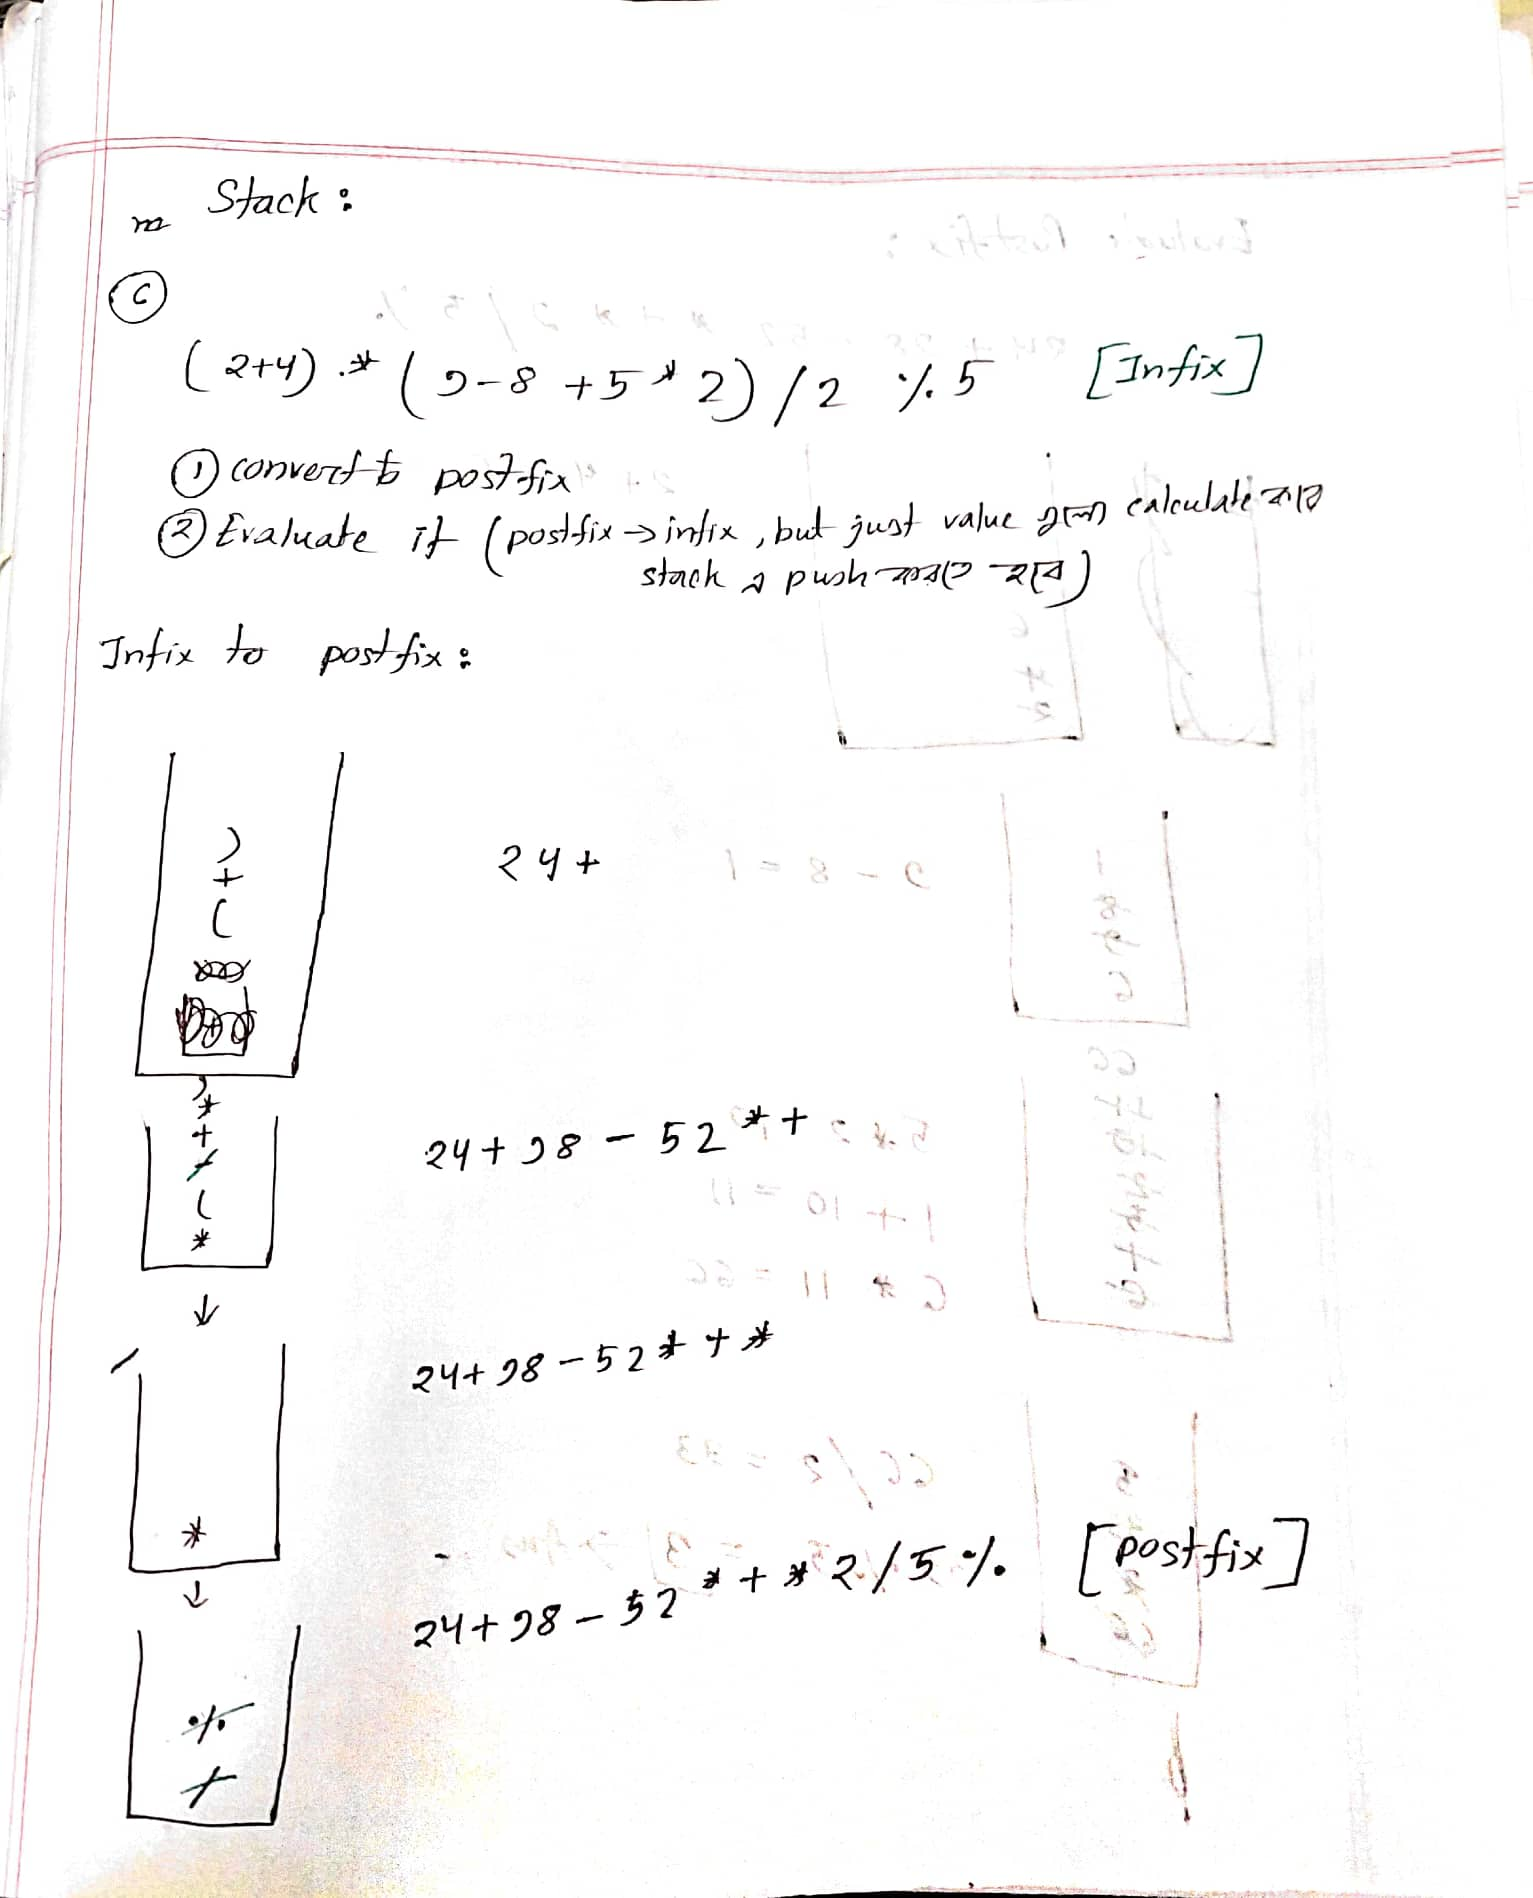 Stack :
C
(2+4) * (9-8 +5 * 2) / 2 % 5 [Infix]
① convert to postfix
② Evaluate it (postfix → infix, but just value গুলো calculate করে
stack এ push করতে হবে)
Infix to postfix :
)
+
(
24+
)
*
+
(
*
24+98-52*+
↓
24+98-52*+*
*
↓
24+98-52*+*2/5% [postfix]
%